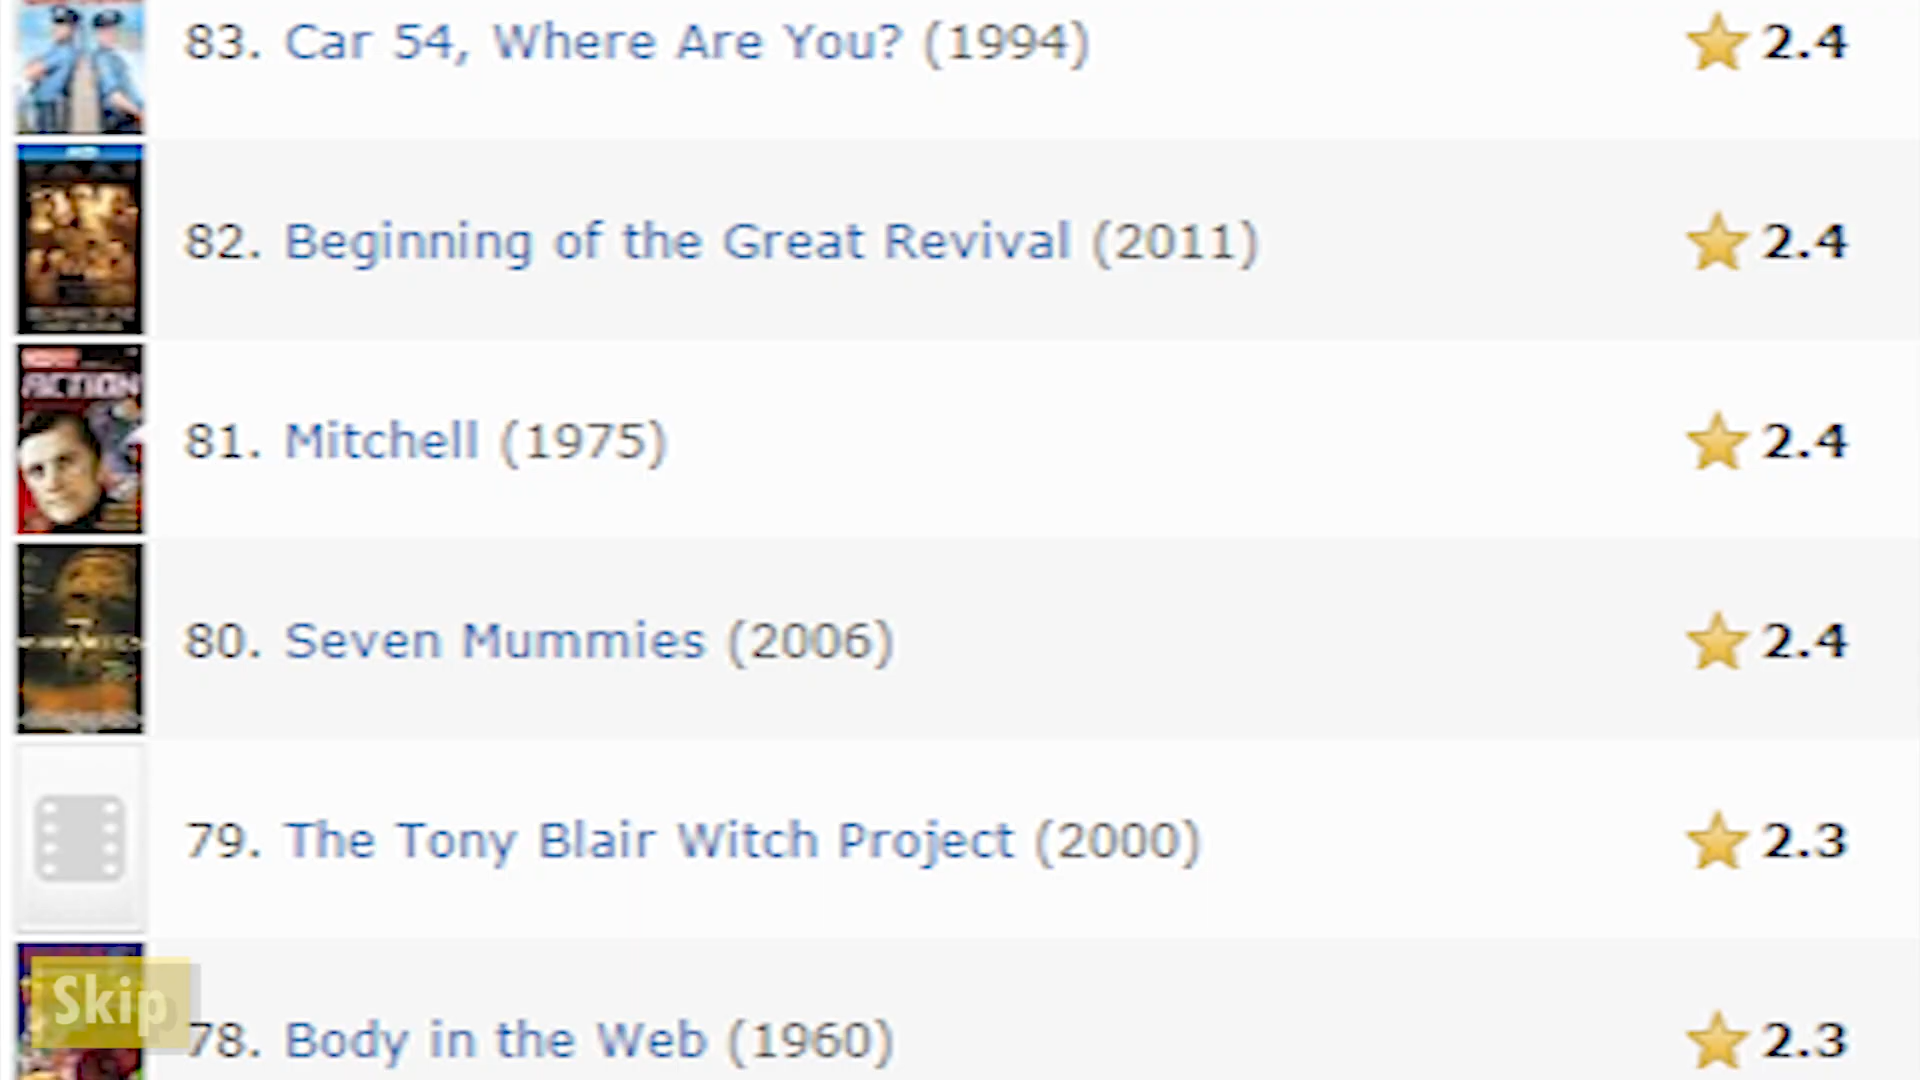 83. Car 54, Where Are You? (1994) 2.4
82. Beginning of the Great Revival (2011) 2.4
ACTION
81. Mitchell (1975) 2.4
80. Seven Mummies (2006) 2.4
79. The Tony Blair Witch Project (2000) 2.3
Skip
78. Body in the Web (1960) 2.3